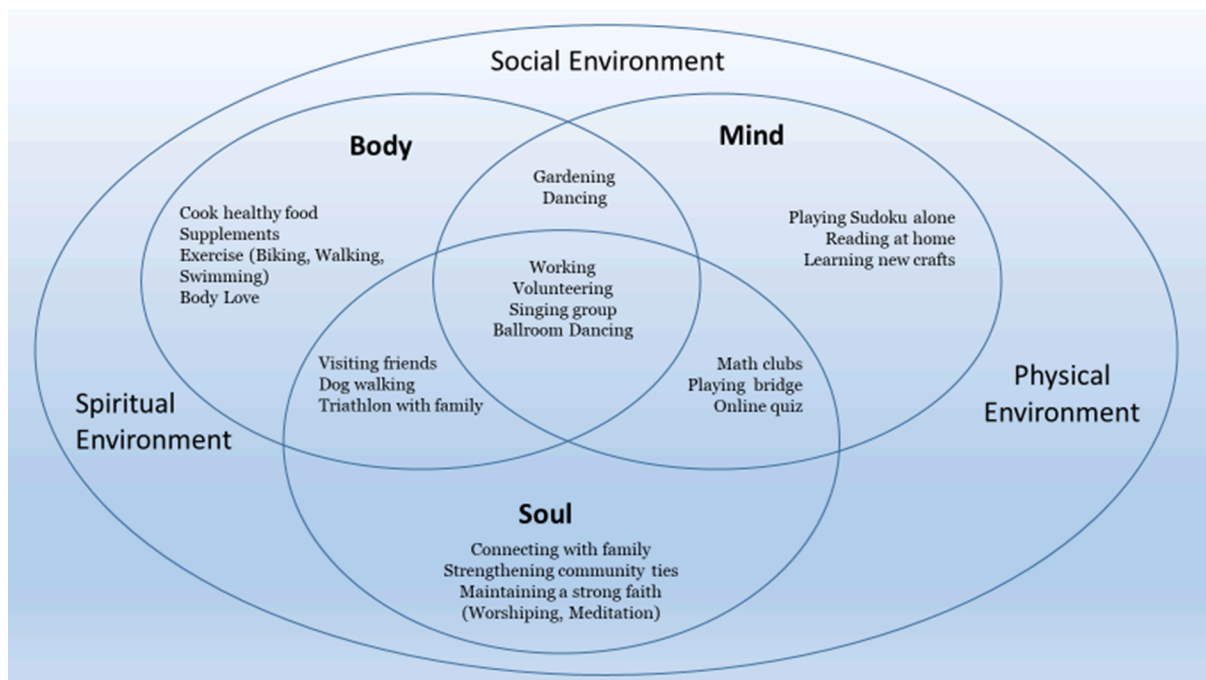 Social Environment
Body
Mind
Gardening
Dancing
Cook healthy food
Supplements
Exercise (Biking, Walking,
Swimming)
Body Love
Playing Sudoku alone
Reading at home
Learning new crafts
Working
Volunteering
Singing group
Ballroom Dancing
Visiting friends
Dog walking
Triathlon with family
Math clubs
Playing bridge
Online quiz
Spiritual
Environment
Physical
Environment
Soul
Connecting with family
Strengthening community ties
Maintaining a strong faith
(Worshiping, Meditation)